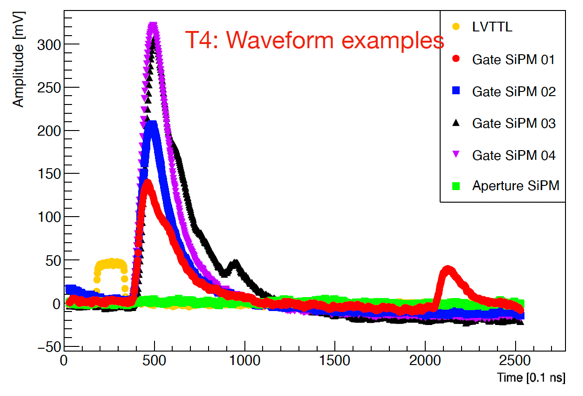 T4: Waveform examples
Amplitude [mV]
300
250
200
150
100
50
0
−50
0 500 1000 1500 2000 2500
Time [0.1 ns]
LVTTL
Gate SiPM 01
Gate SiPM 02
Gate SiPM 03
Gate SiPM 04
Aperture SiPM